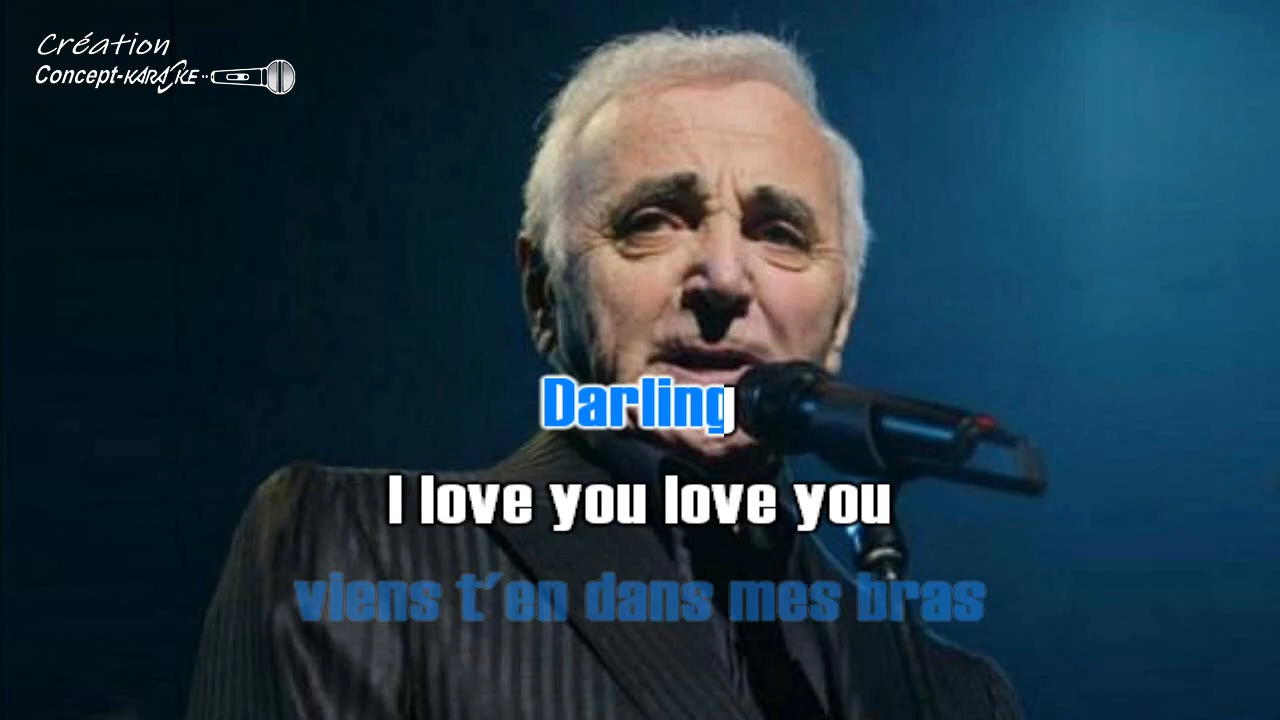 Création
Concept-KARAOKE
Darling
I love you love you
viens t'en dans mes bras